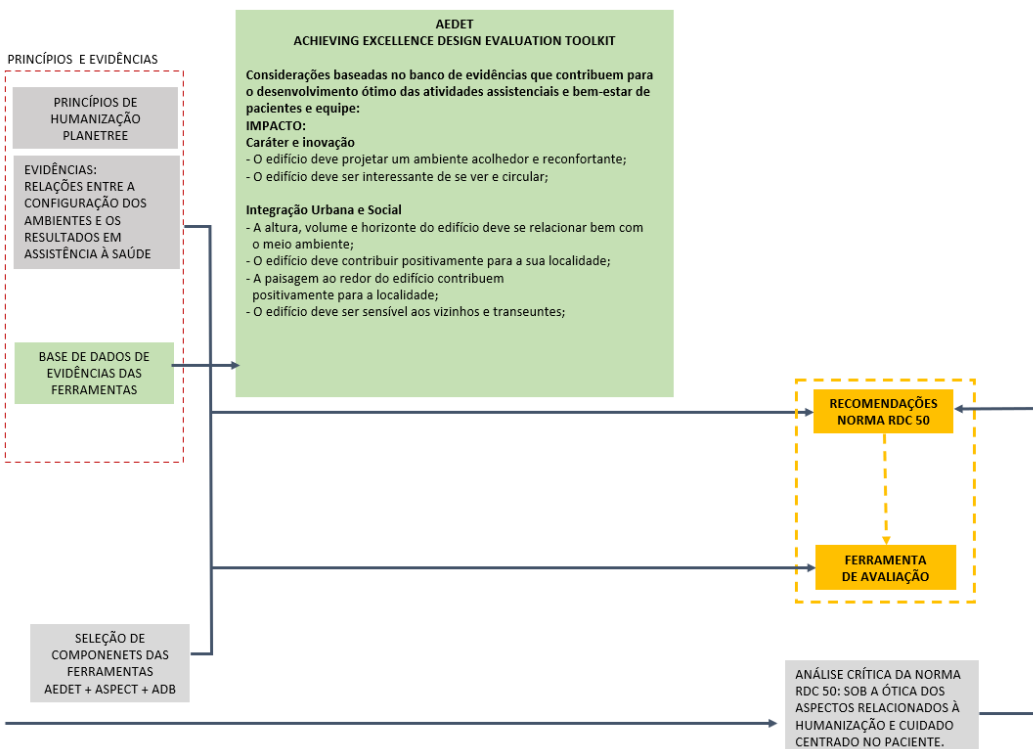 AEDET
ACHIEVING EXCELLENCE DESIGN EVALUATION TOOLKIT
Considerações baseadas no banco de evidências que contribuem para
o desenvolvimento ótimo das atividades assistenciais e bem-estar de
pacientes e equipe:
IMPACTO:
Caráter e inovação
- O edifício deve projetar um ambiente acolhedor e reconfortante;
- O edifício deve ser interessante de se ver e circular;
Integração Urbana e Social
- A altura, volume e horizonte do edifício deve se relacionar bem com
o meio ambiente;
- O edifício deve contribuir positivamente para a sua localidade;
- A paisagem ao redor do edifício contribuem
positivamente para a localidade;
- O edifício deve ser sensível aos vizinhos e transeuntes;
PRINCÍPIOS E EVIDÊNCIAS
PRINCÍPIOS DE
HUMANIZAÇÃO
PLANETREE
EVIDÊNCIAS:
RELAÇÕES ENTRE A
CONFIGURAÇÃO DOS
AMBIENTES E OS
RESULTADOS EM
ASSISTÊNCIA À SAÚDE
BASE DE DADOS DE
EVIDÊNCIAS DAS
FERRAMENTAS
RECOMENDAÇÕES
NORMA RDC 50
FERRAMENTA
DE AVALIAÇÃO
SELEÇÃO DE
COMPONENETS DAS
FERRAMENTAS
AEDET + ASPECT + ADB
ANÁLISE CRÍTICA DA NORMA
RDC 50: SOB A ÓTICA DOS
ASPECTOS RELACIONADOS À
HUMANIZAÇÃO E CUIDADO
CENTRADO NO PACIENTE.